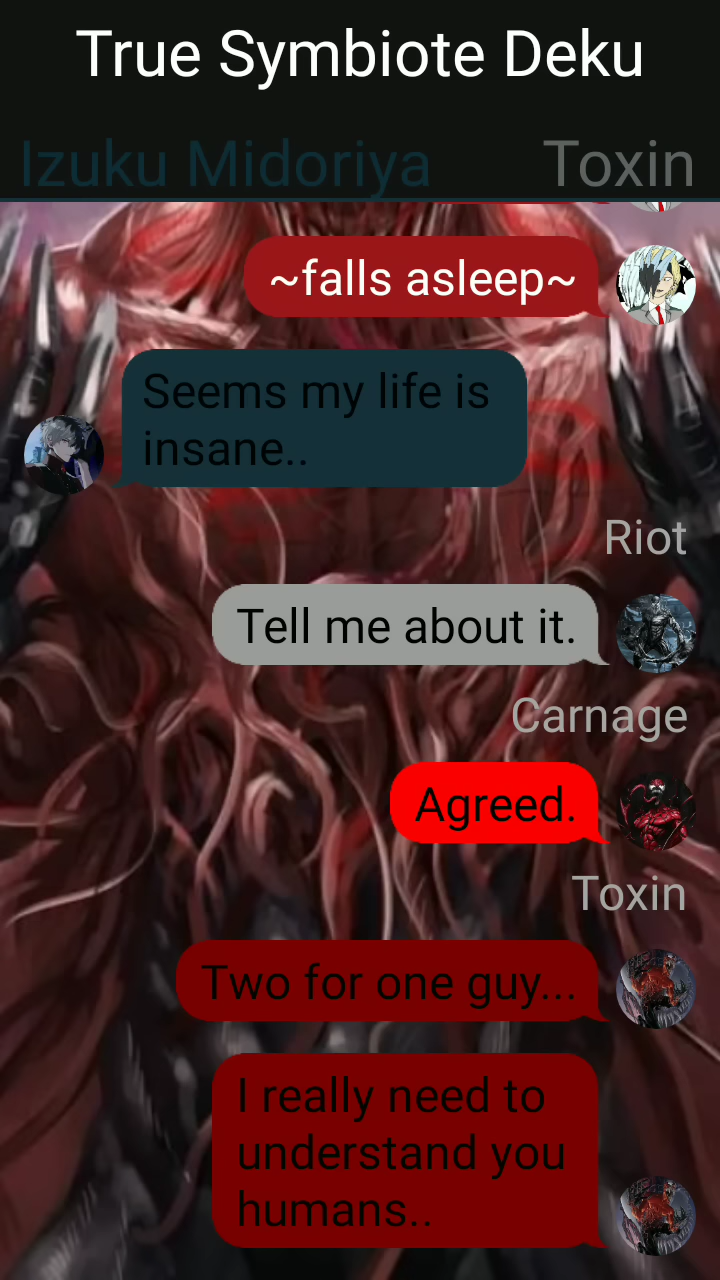 True Symbiote Deku
Izuku Midoriya
Toxin
~falls asleep~
Seems my life is
insane..
Riot
Tell me about it.
Carnage
Agreed.
Toxin
Two for one guy...
I really need to
understand you
humans..